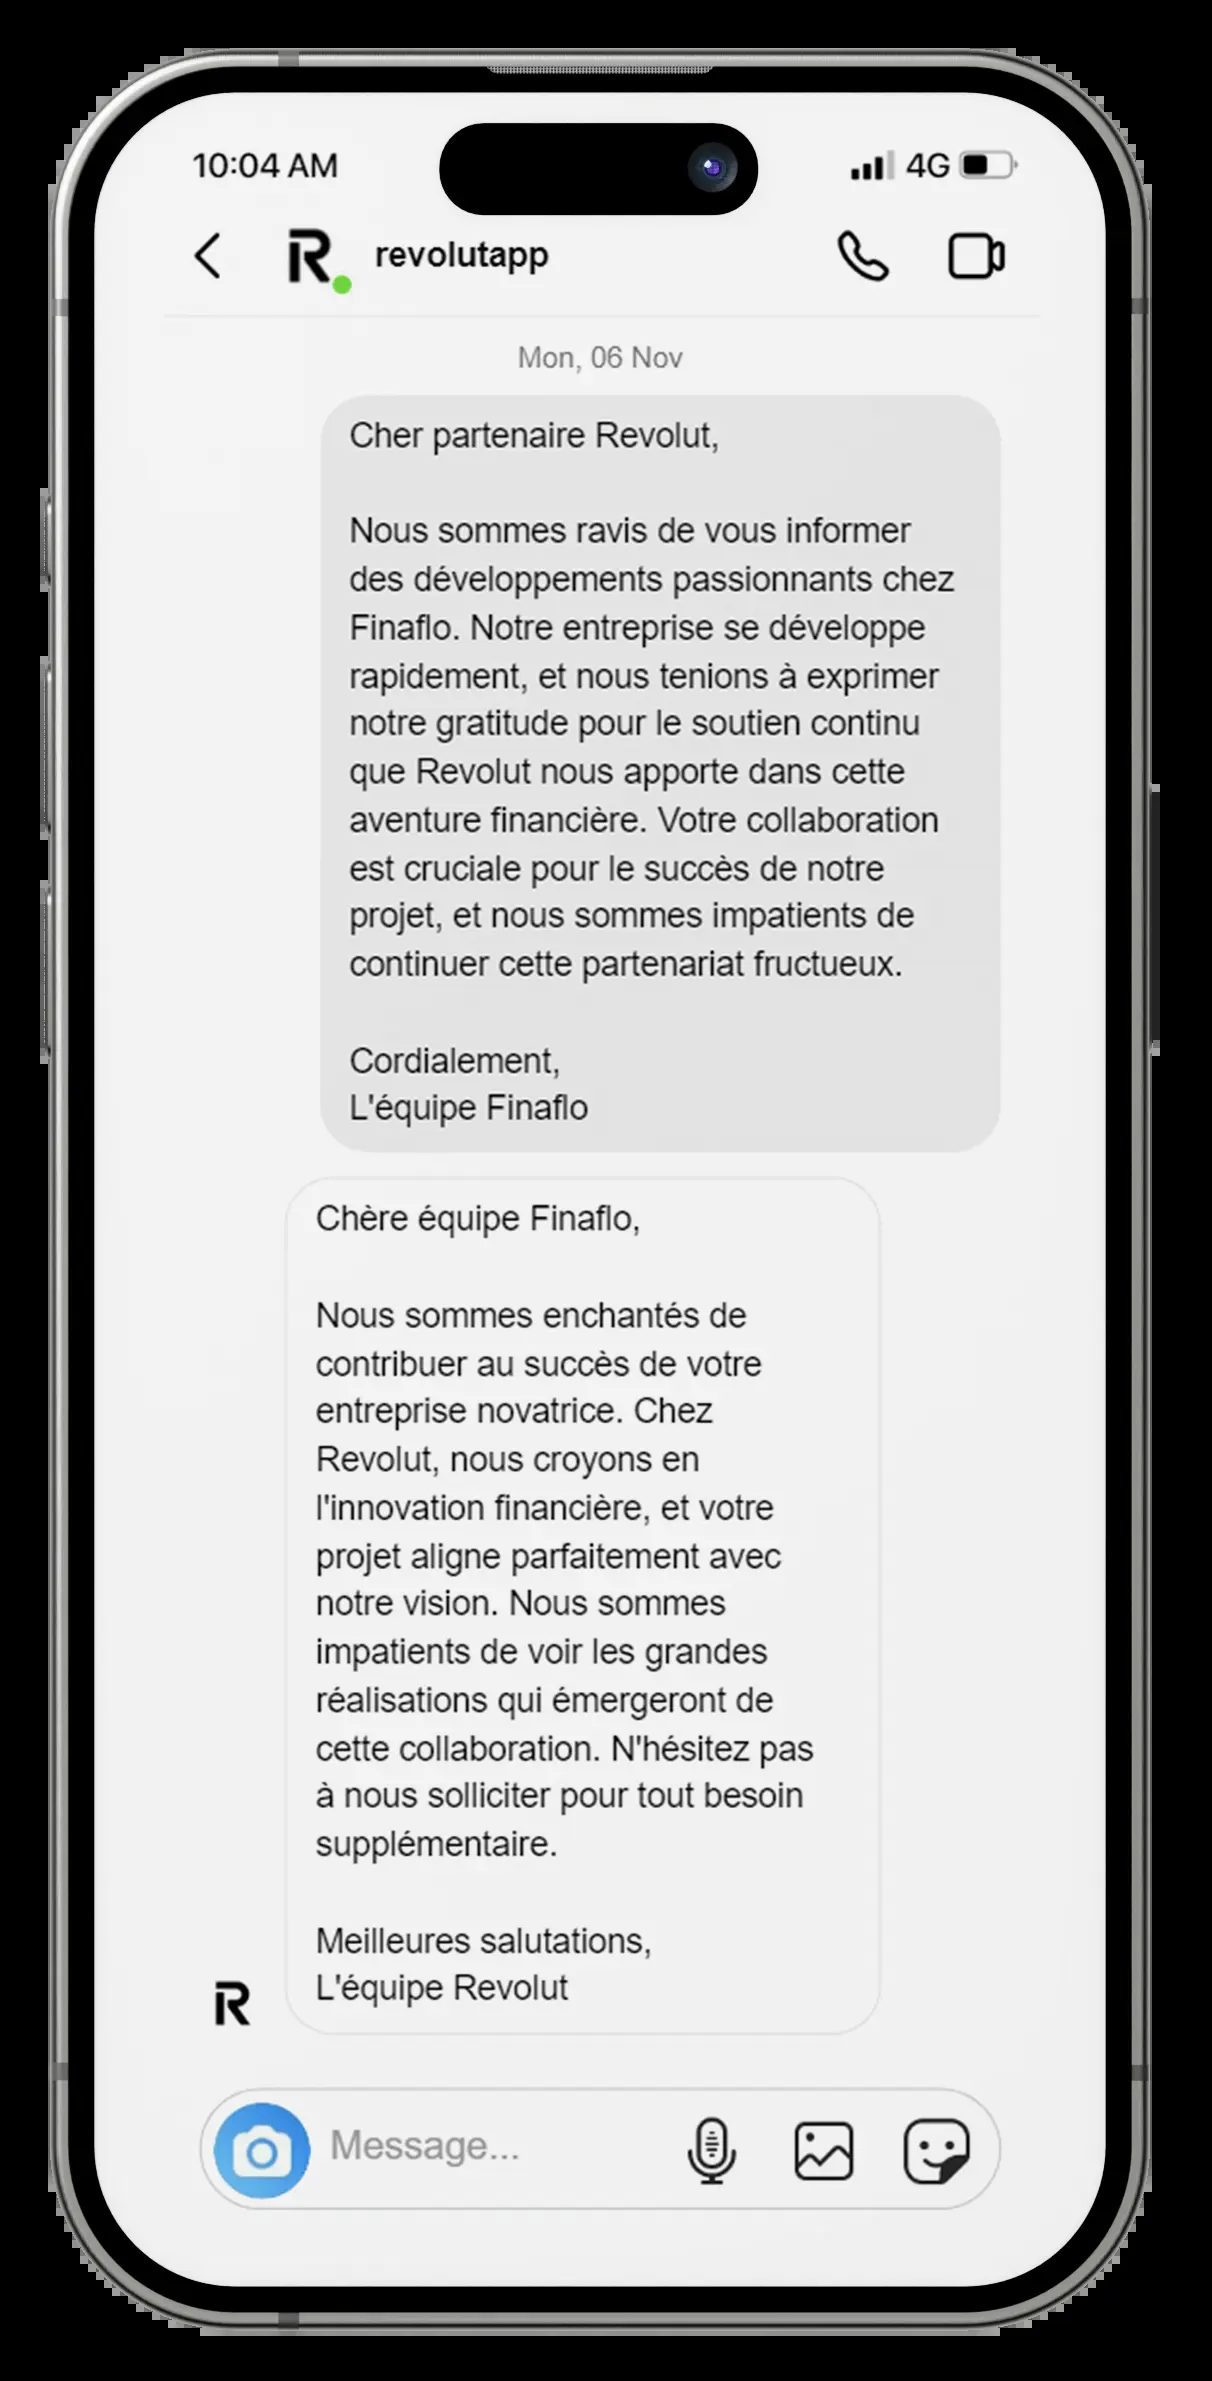 10:04 AM
4G
revolutapp
Mon, 06 Nov
Cher partenaire Revolut,
Nous sommes ravis de vous informer
des développements passionnants chez
Finaflo. Notre entreprise se développe
rapidement, et nous tenions à exprimer
notre gratitude pour le soutien continu
que Revolut nous apporte dans cette
aventure financière. Votre collaboration
est cruciale pour le succès de notre
projet, et nous sommes impatients de
continuer cette partenariat fructueux.
Cordialement,
L'équipe Finaflo
Chère équipe Finaflo,
Nous sommes enchantés de
contribuer au succès de votre
entreprise novatrice. Chez
Revolut, nous croyons en
l'innovation financière, et votre
projet aligne parfaitement avec
notre vision. Nous sommes
impatients de voir les grandes
réalisations qui émergeront de
cette collaboration. N'hésitez pas
à nous solliciter pour tout besoin
supplémentaire.
Meilleures salutations,
L'équipe Revolut
Message...